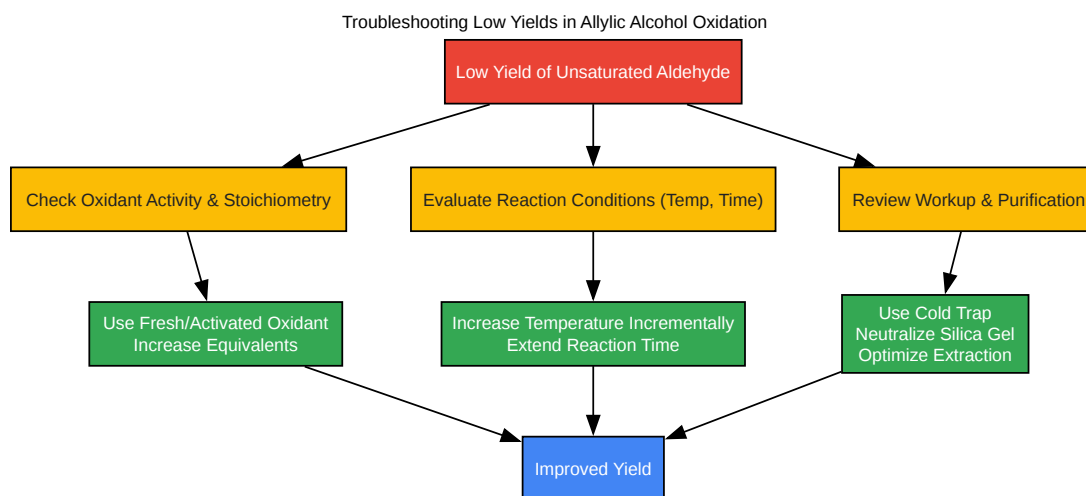 Troubleshooting Low Yields in Allylic Alcohol Oxidation
Low Yield of Unsaturated Aldehyde
Check Oxidant Activity & Stoichiometry
Evaluate Reaction Conditions (Temp, Time)
Review Workup & Purification
Use Fresh/Activated Oxidant
Increase Equivalents
Increase Temperature Incrementally
Extend Reaction Time
Use Cold Trap
Neutralize Silica Gel
Optimize Extraction
Improved Yield